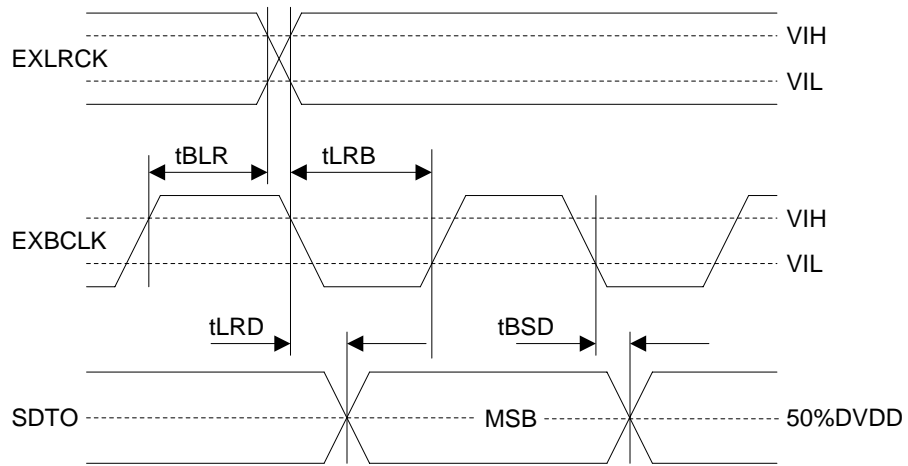 VIH
EXLRCK
VIL
tBLR
tLRB
VIH
EXBCLK
VIL
tLRD
tBSD
SDTO
MSB
50%DVDD